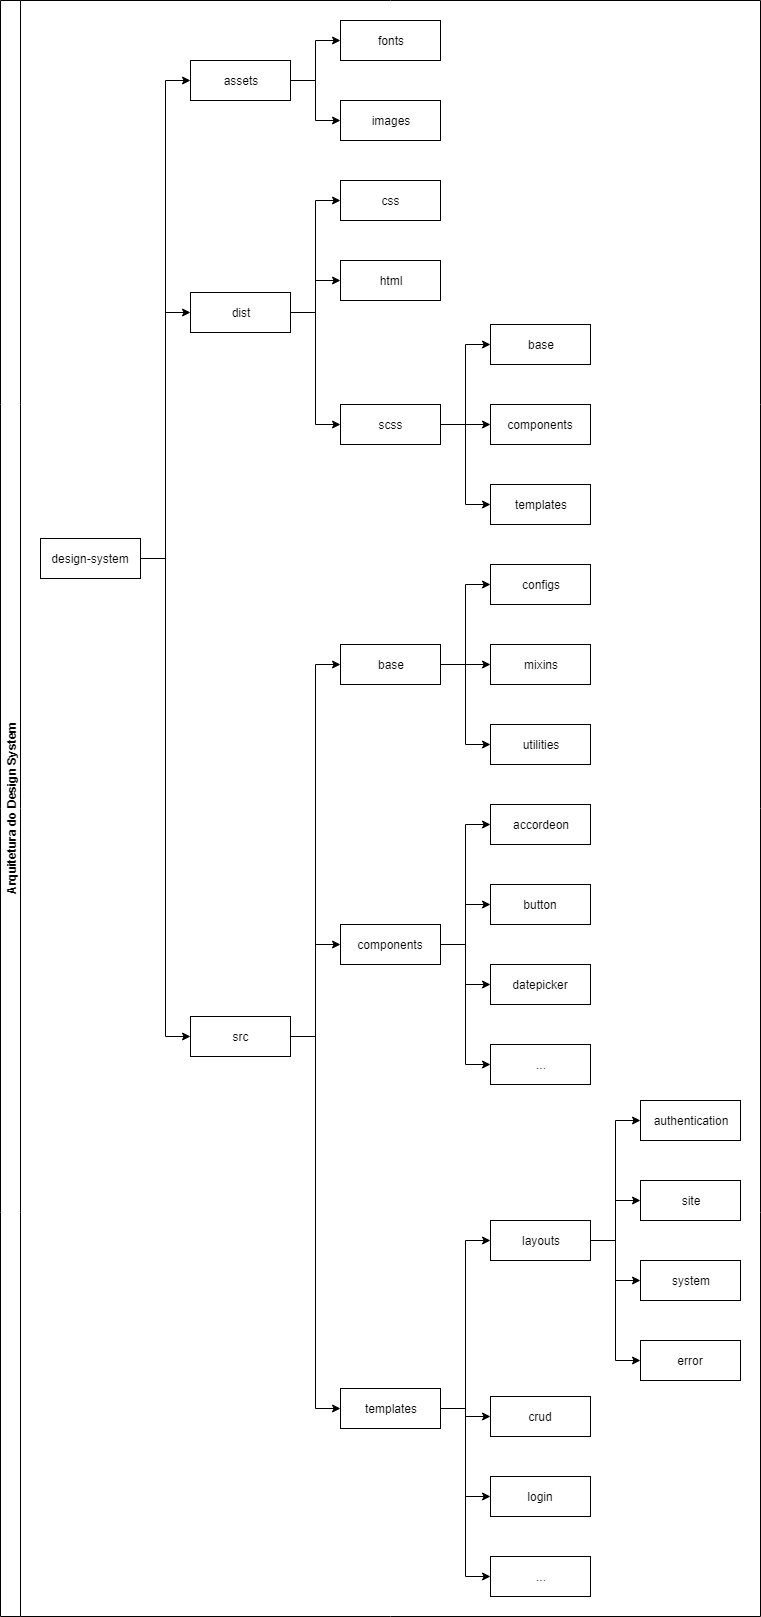 Arquitetura do Design System
design-system
assets
fonts
images
dist
css
html
scss
base
components
templates
src
base
configs
mixins
utilities
components
accordeon
button
datepicker
...
templates
layouts
authentication
site
system
error
crud
login
...